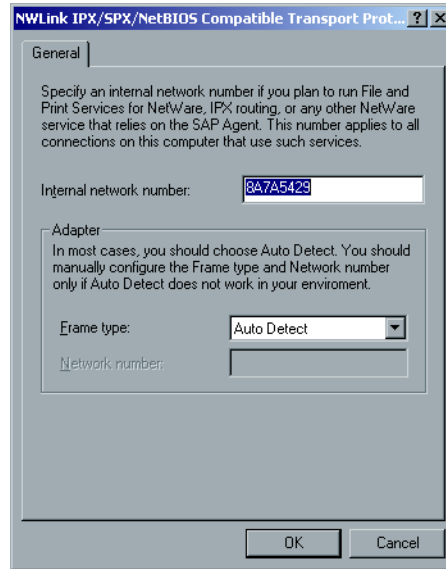 NWLink IPX/SPX/NetBIOS Compatible Transport Prot... ? X
General
Specify an internal network number if you plan to run File and
Print Services for NetWare, IPX routing, or any other NetWare
service that relies on the SAP Agent. This number applies to all
connections on this computer that use such services.
Internal network number: 8A7A5429
Adapter
In most cases, you should choose Auto Detect. You should
manually configure the Frame type and Network number
only if Auto Detect does not work in your enviroment.
Frame type: Auto Detect
Network number:
OK Cancel